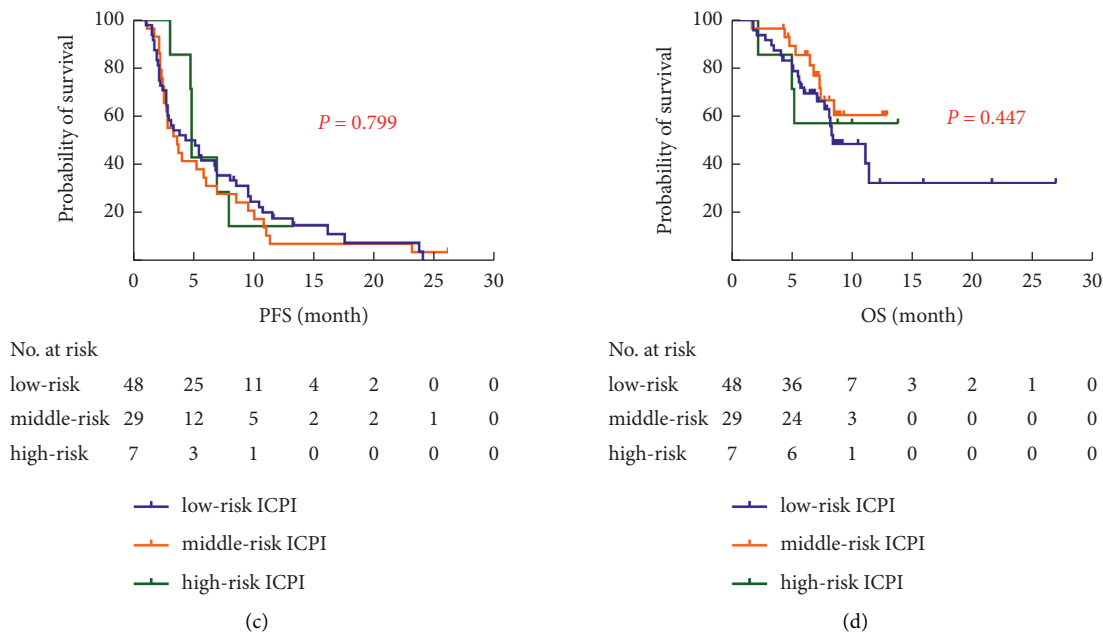 100
80
60
40
20
Probability of survival
P = 0.799
0 5 10 15 20 25 30
PFS (month)
No. at risk
low-risk 48 25 11 4 2 0 0
middle-risk 29 12 5 2 2 1 0
high-risk 7 3 1 0 0 0 0
low-risk ICPI
middle-risk ICPI
high-risk ICPI
(c)
100
80
60
40
20
Probability of survival
P = 0.447
0 5 10 15 20 25 30
OS (month)
No. at risk
low-risk 48 36 7 3 2 1 0
middle-risk 29 24 3 0 0 0 0
high-risk 7 6 1 0 0 0 0
low-risk ICPI
middle-risk ICPI
high-risk ICPI
(d)